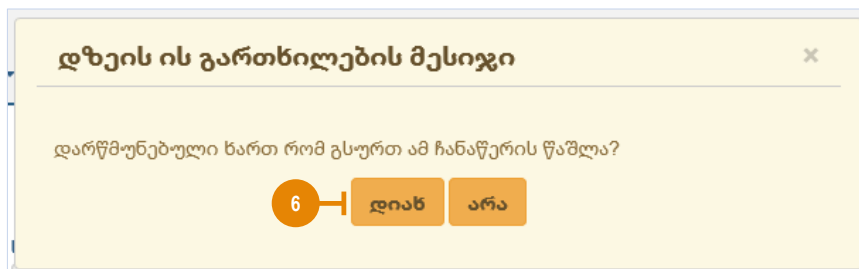 დზეის ის გართხილების მესიჯი ×
დარწმუნებული ხართ რომ გსურთ ამ ჩანაწერის წაშლა?
6 დიახ არა